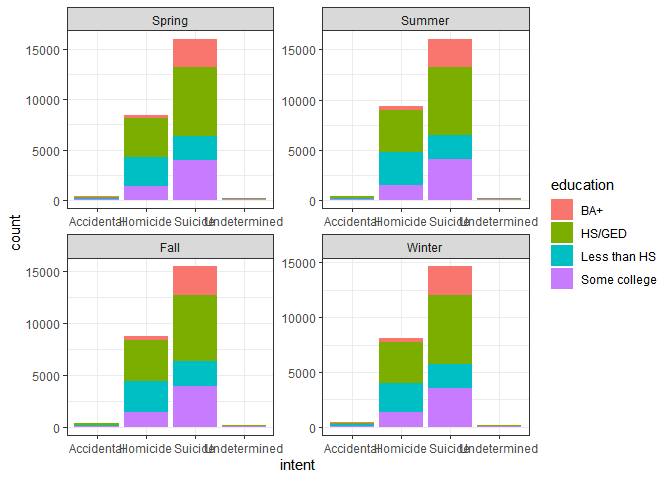 Spring
Summer
15000
10000
5000
0
15000
10000
5000
0
Accidental Homicide Suicide Undetermined
Accidental Homicide Suicide Undetermined
Fall
Winter
15000
10000
5000
0
15000
10000
5000
0
Accidental Homicide Suicide Undetermined
Accidental Homicide Suicide Undetermined
count
intent
education
BA+
HS/GED
Less than HS
Some college